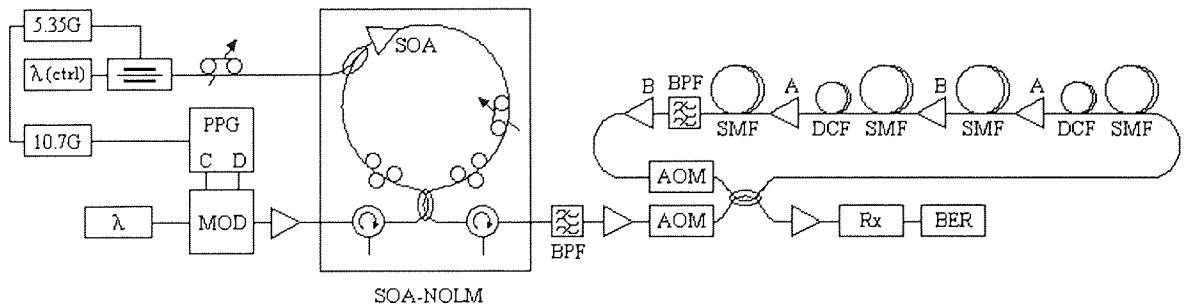 5.35G
λ(ctrl)
10.7G
PPG
C D
λ
MOD
SOA
SOA-NOLM
BPF
AOM
AOM
B
BPF
SMF
A
DCF
SMF
B
SMF
A
DCF
SMF
Rx
BER